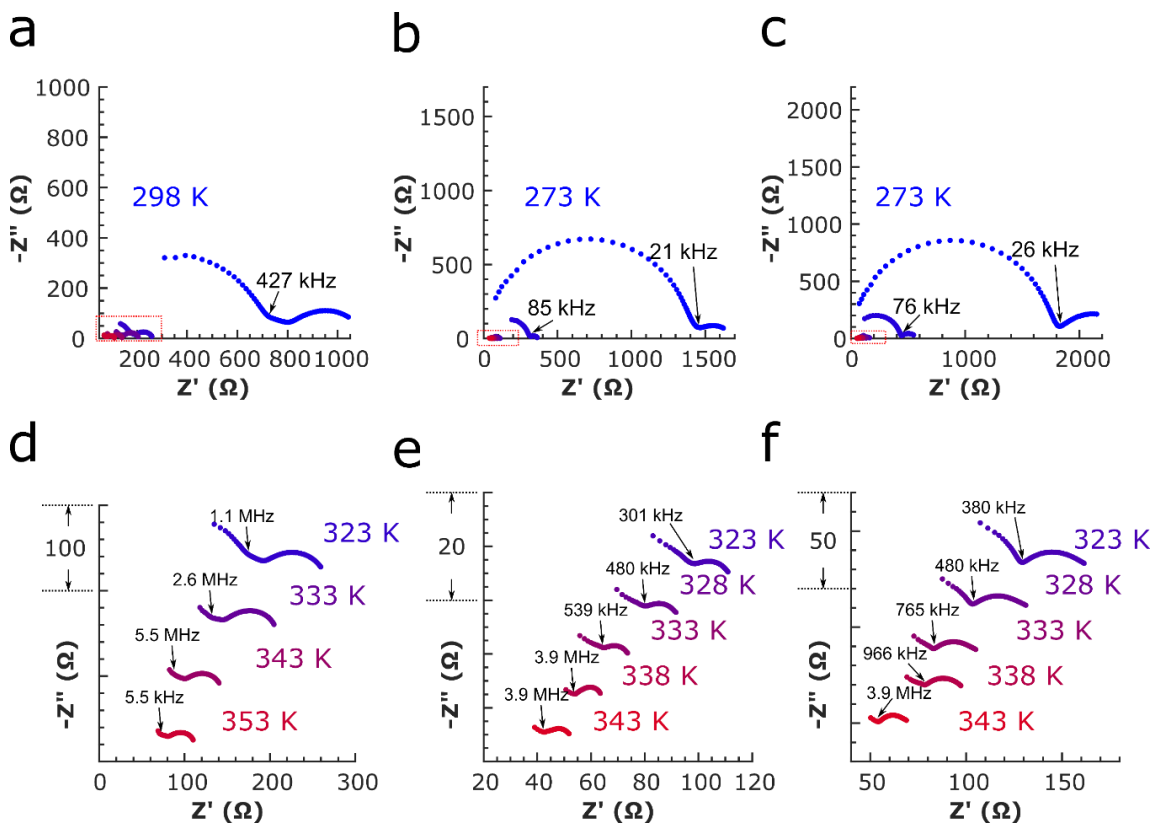 a
1000
800
600
400
200
0
-Z" (Ω)
298 K
427 kHz
200 400 600 800 1000
Z' (Ω)
b
1500
1000
500
0
-Z" (Ω)
273 K
21 kHz
85 kHz
0 500 1000 1500
Z' (Ω)
c
2000
1500
1000
500
0
-Z" (Ω)
273 K
26 kHz
76 kHz
0 1000 2000
Z' (Ω)
d
100
-Z" (Ω)
1.1 MHz
323 K
2.6 MHz
333 K
5.5 MHz
343 K
5.5 kHz
353 K
0 100 200 300
Z' (Ω)
e
20
-Z" (Ω)
301 kHz
323 K
480 kHz
328 K
539 kHz
333 K
3.9 MHz
338 K
3.9 MHz
343 K
20 40 60 80 100 120
Z' (Ω)
f
50
-Z" (Ω)
380 kHz
323 K
480 kHz
328 K
765 kHz
333 K
966 kHz
338 K
3.9 MHz
343 K
50 100 150
Z' (Ω)